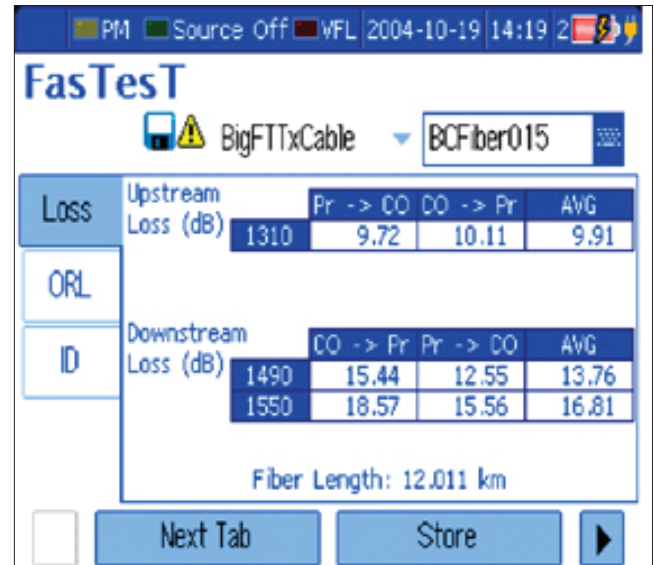 PM Source Off VFL 2004-10-19 14:19 2
FasTesT
BigFTTxCable BCFiber015
Loss
ORL
ID
Upstream
Loss (dB)
Pr -> CO CO -> Pr AVG
1310 9.72 10.11 9.91
Downstream
Loss (dB)
CO -> Pr Pr -> CO AVG
1490 15.44 12.55 13.76
1550 18.57 15.56 16.81
Fiber Length: 12.011 km
Next Tab Store